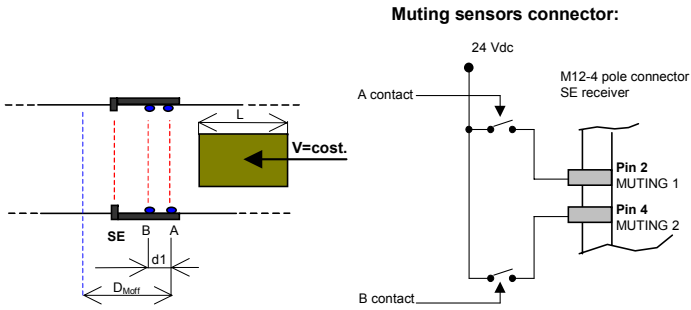 Muting sensors connector:
24 Vdc
M12-4 pole connector
SE receiver
A contact
L
V=cost.
Pin 2
MUTING 1
Pin 4
MUTING 2
SE B A
d1
DMoff
B contact